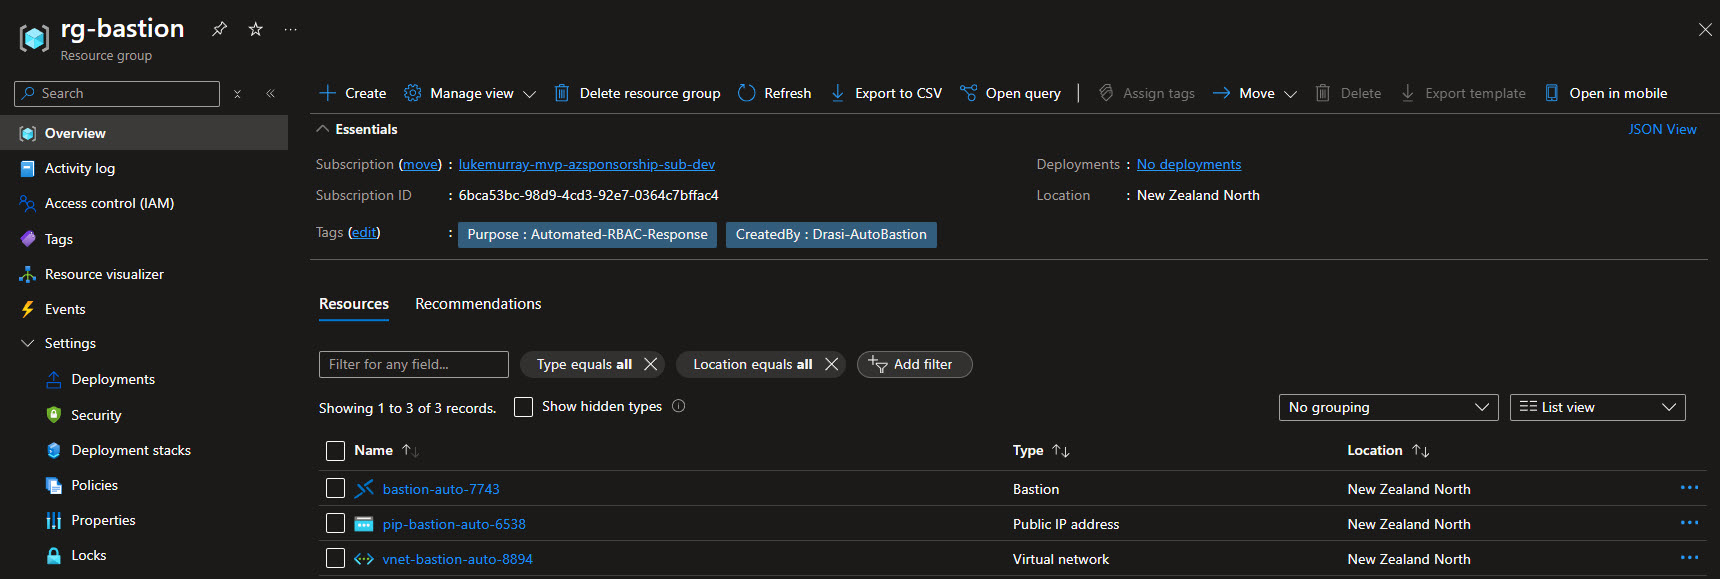 rg-bastion
Resource group
Search
Overview
Activity log
Access control (IAM)
Tags
Resource visualizer
Events
Settings
Deployments
Security
Deployment stacks
Policies
Properties
Locks
Create Manage view Delete resource group Refresh Export to CSV Open query Assign tags Move Delete Export template Open in mobile
Essentials JSON View
Subscription (move) : lukemurray-mvp-azsponsorship-sub-dev Deployments : No deployments
Subscription ID : 6bca53bc-98d9-4cd3-92e7-0364c7bffac4 Location : New Zealand North
Tags (edit) : Purpose : Automated-RBAC-Response CreatedBy : Drasi-AutoBastion
Resources Recommendations
Filter for any field... Type equals all Location equals all Add filter
Showing 1 to 3 of 3 records. Show hidden types No grouping List view
Name Type Location
bastion-auto-7743 Bastion New Zealand North
pip-bastion-auto-6538 Public IP address New Zealand North
vnet-bastion-auto-8894 Virtual network New Zealand North